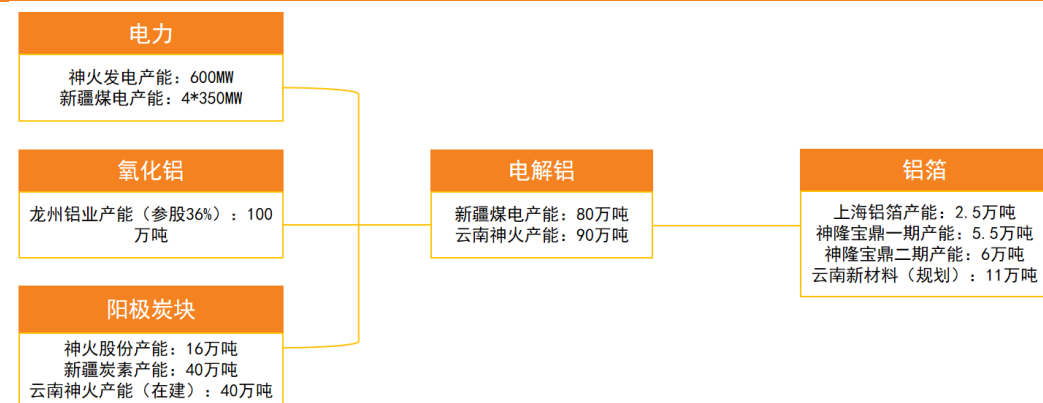 电力
神火发电产能：600MW
新疆煤电产能：4*350MW
氧化铝
龙州铝业产能（参股36%）：100
万吨
阳极炭块
神火股份产能：16万吨
新疆炭素产能：40万吨
云南神火产能（在建）：40万吨
电解铝
新疆煤电产能：80万吨
云南神火产能：90万吨
铝箔
上海铝箔产能：2.5万吨
神隆宝鼎一期产能：5.5万吨
神隆宝鼎二期产能：6万吨
云南新材料（规划）：11万吨